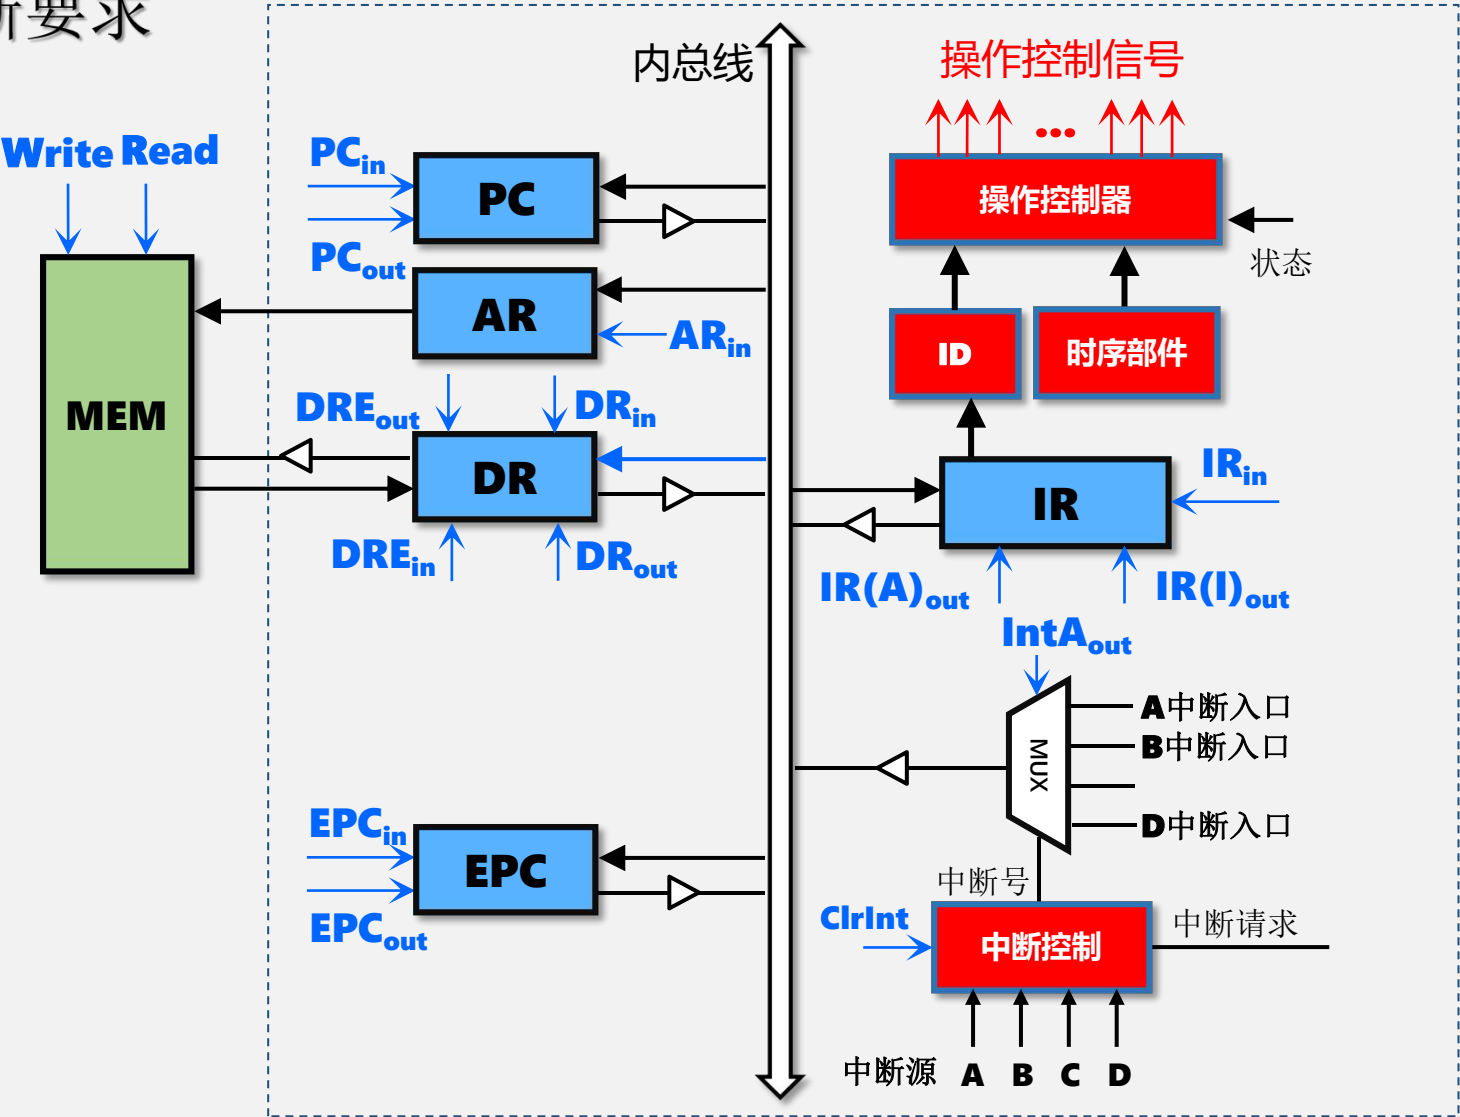 断要求
内总线
操作控制信号
Write Read
PCin
PC
PCout
操作控制器
状态
AR
ARin
ID
时序部件
MEM
DREout
DRin
DR
DREin
DRout
IR
IRin
IR(A)out
IR(I)out
IntAout
MUX
A中断入口
B中断入口
D中断入口
EPCin
EPC
EPCout
中断号
ClrInt
中断控制
中断请求
中断源 A B C D